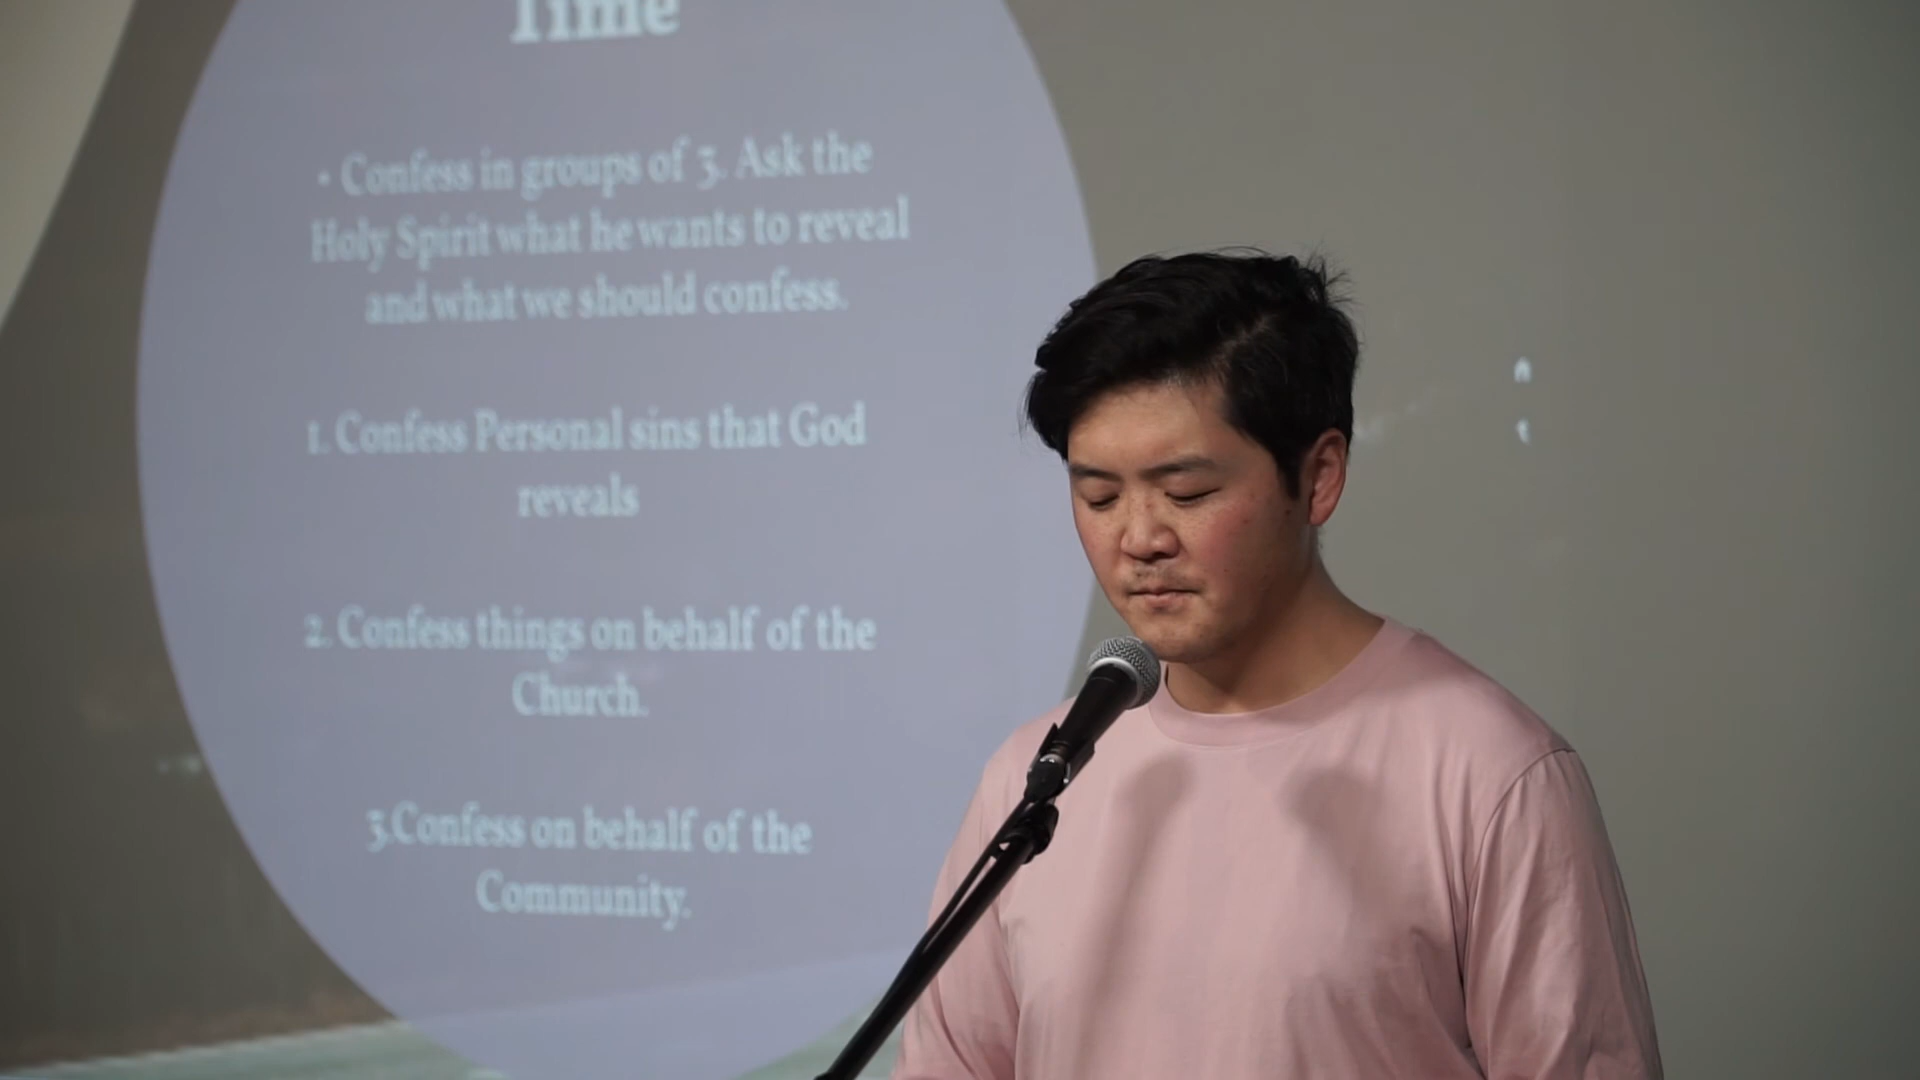 Time
• Confess in groups of 3. Ask the
Holy Spirit what he wants to reveal
and what we should confess.
1. Confess Personal sins that God
reveals
2. Confess things on behalf of the
Church.
3.Confess on behalf of the
Community.